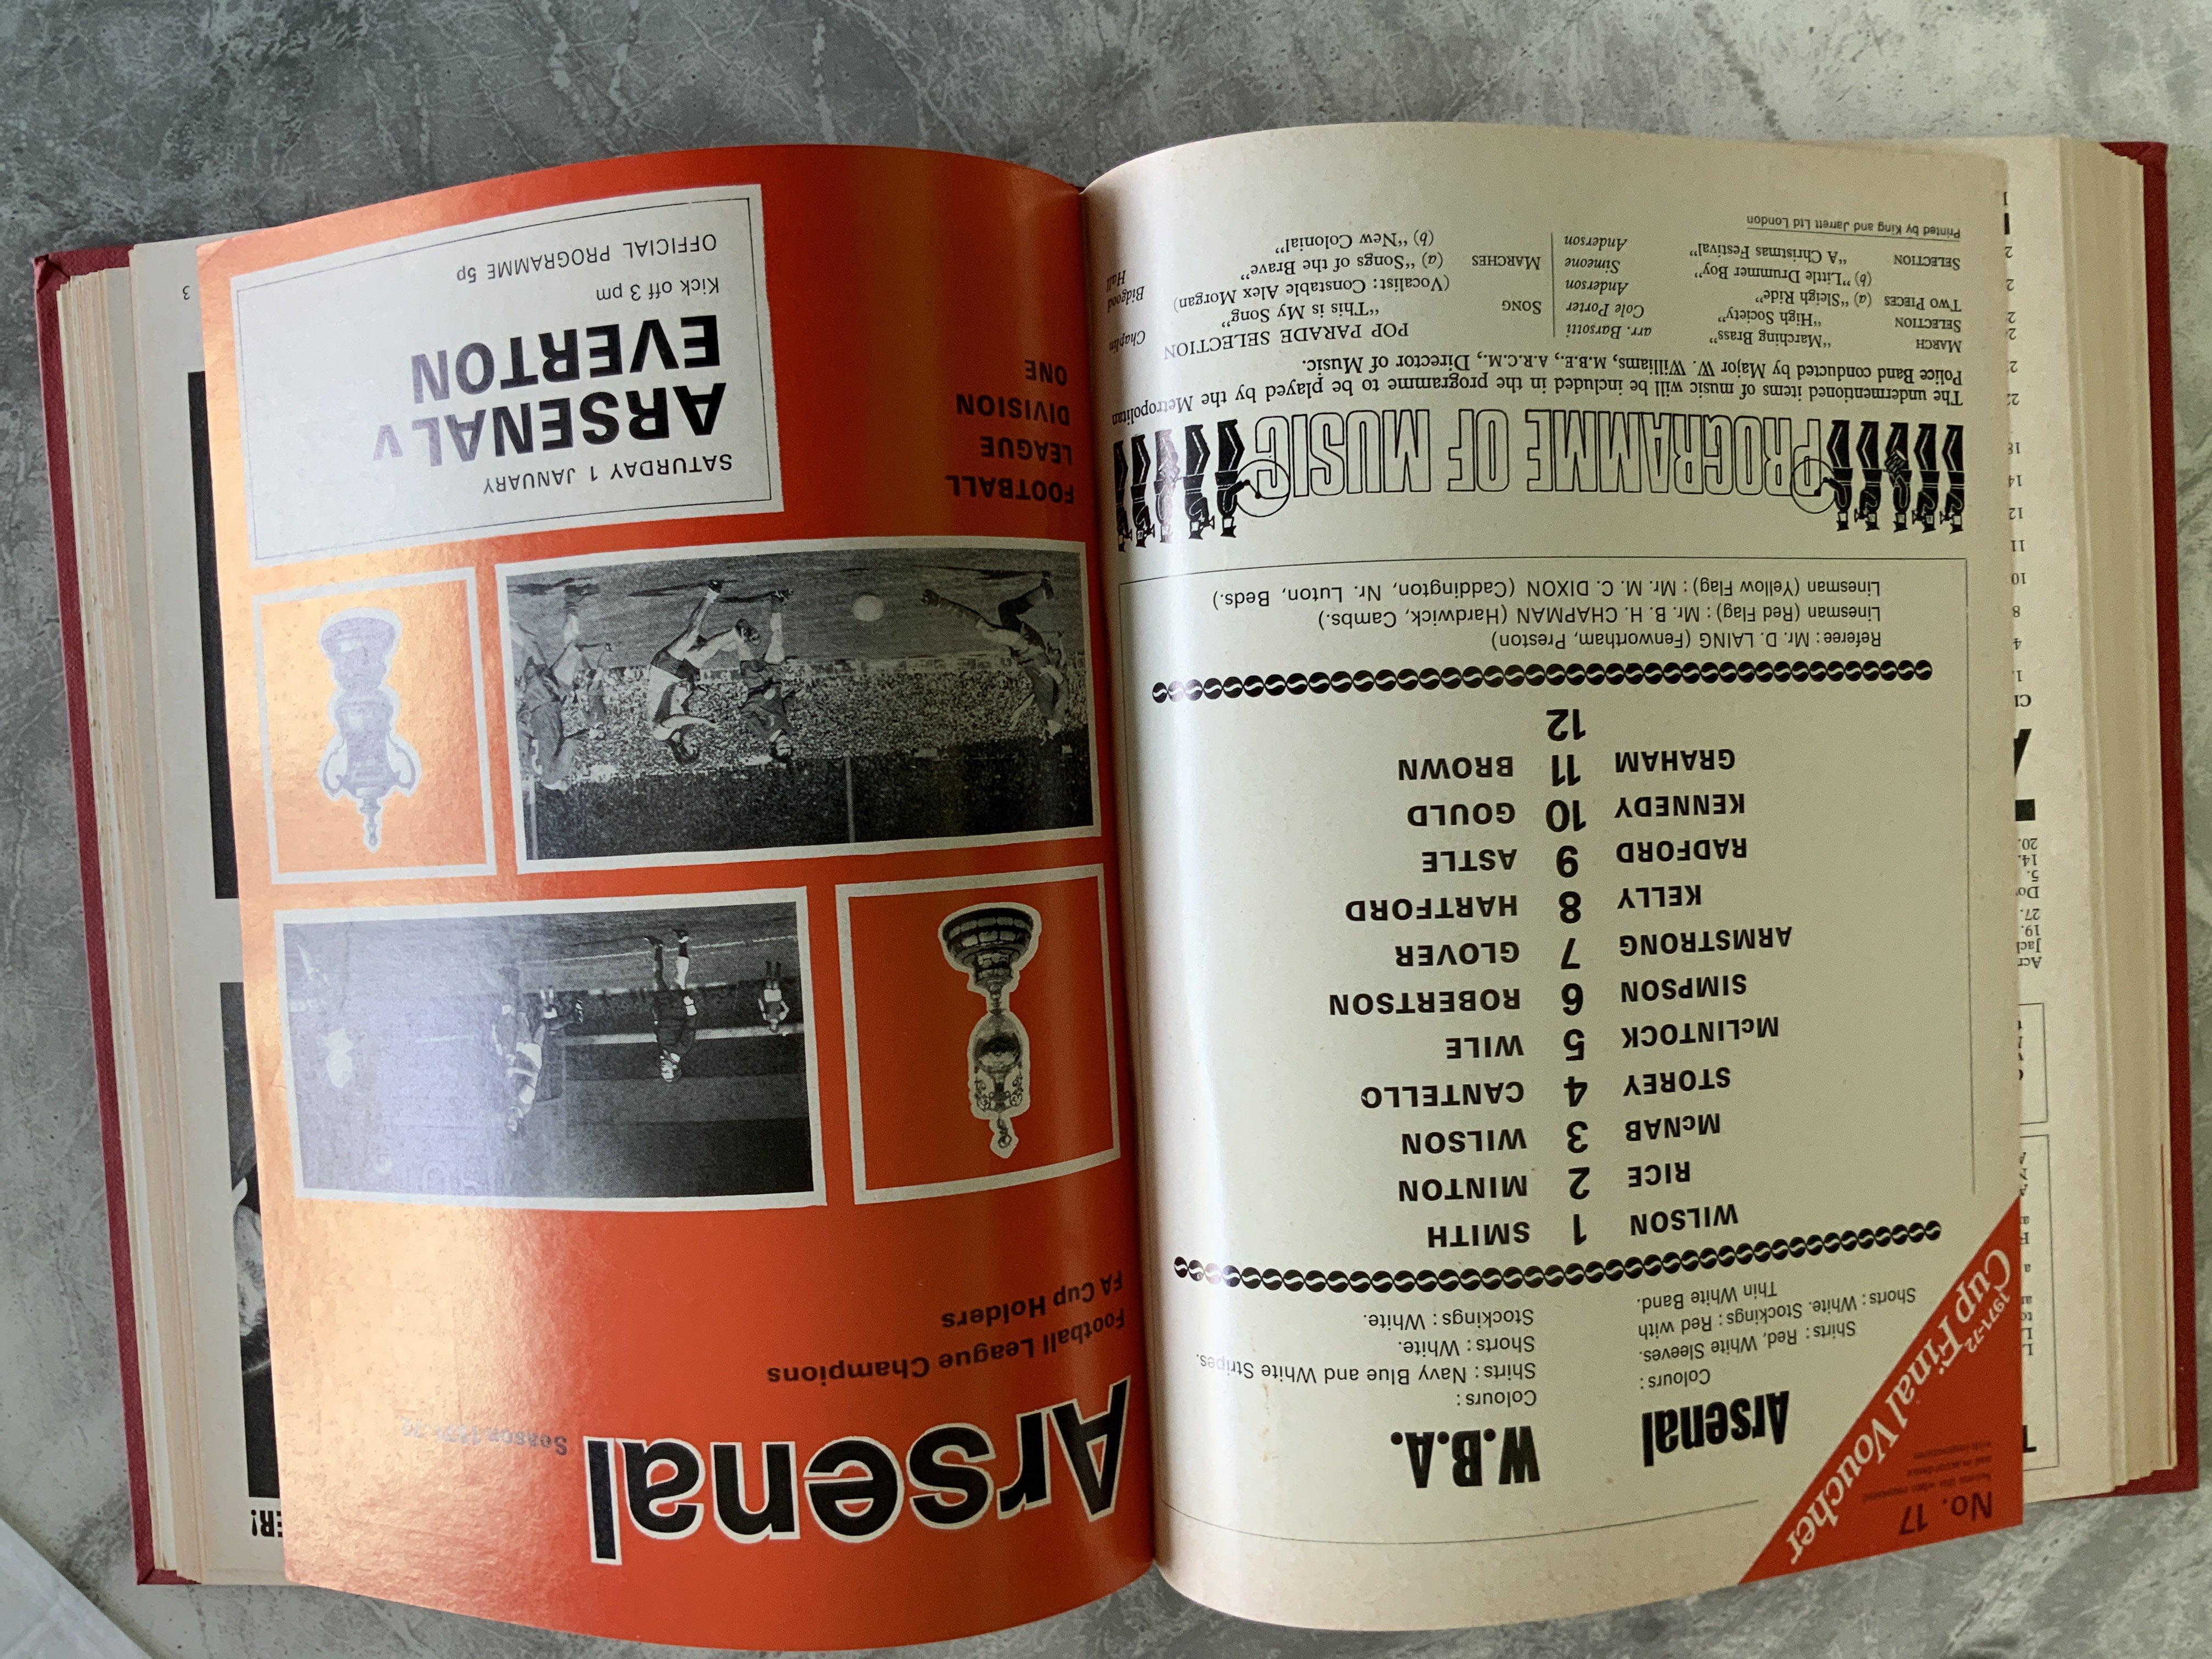 No. 17
1971-72
Cup Final Voucher
Arsenal
Colours:
Shirts: Red, White Sleeves.
Shorts: White. Stockings: Red with
Thin White Band.
W.B.A.
Colours:
Shirts: Navy Blue and White Stripes.
Shorts: White.
Stockings: White.
WILSON 1 SMITH
RICE 2 MINTON
McNAB 3 WILSON
STOREY 4 CANTELLO
McLINTOCK 5 WILE
SIMPSON 6 ROBERTSON
ARMSTRONG 7 GLOVER
KELLY 8 HARTFORD
RADFORD 9 ASTLE
KENNEDY 10 GOULD
GRAHAM 11 BROWN
12
Referee: Mr. D. LAING (Fenwortham, Preston)
Linesman (Red Flag): Mr. B. H. CHAPMAN (Hardwick, Cambs.)
Linesman (Yellow Flag): Mr. M. C. DIXON (Caddington, Nr. Luton, Beds.)
PROGRAMME OF MUSIC
The undermentioned items of music will be included in the programme to be played by the Metropolitan
Police Band conducted by Major W. Williams, M.B.E., A.R.C.M., Director of Music.
MARCH "Marching Brass" arr. Barsotti
SELECTION "High Society" Cole Porter
TWO PIECES (a) "Sleigh Ride" Anderson
(b) "Little Drummer Boy" Simeone
SELECTION "A Christmas Festival" Anderson
POP PARADE SELECTION
SONG "This is My Song" Chaplin
(Vocalist: Constable Alex Morgan)
MARCHES (a) "Songs of the Brave" Bidgood
(b) "New Colonial" Hall
Printed by King and Jarrett Ltd London
Arsenal
Football League Champions
FA Cup Holders
FOOTBALL
LEAGUE
DIVISION
ONE
SATURDAY 1 JANUARY
ARSENAL v
EVERTON
Kick off 3 pm
OFFICIAL PROGRAMME 5p
ER!
3